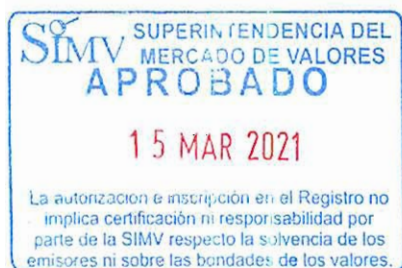 SIMV SUPERINTENDENCIA DEL
MERCADO DE VALORES
APROBADO
15 MAR 2021
La autorizacion e inscripción en el Registro no
implica certificación ni responsabilidad por
parte de la SIMV respecto la solvencia de los
emisores ni sobre las bondades de los valores.